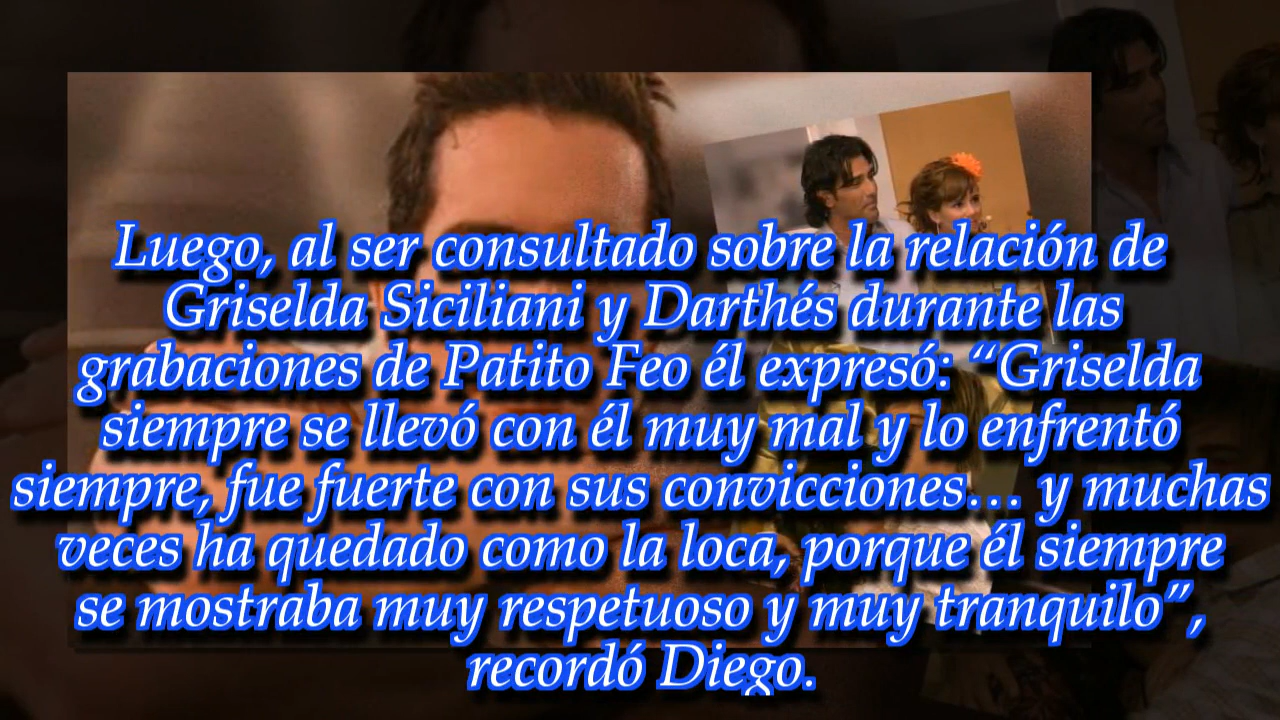 Luego, al ser consultado sobre la relación de
Griselda Siciliani y Darthés durante las
grabaciones de Patito Feo él expresó: “Griselda
siempre se llevó con él muy mal y lo enfrentó
siempre, fue fuerte con sus convicciones… y muchas
veces ha quedado como la loca, porque él siempre
se mostraba muy respetuoso y muy tranquilo”,
recordó Diego.